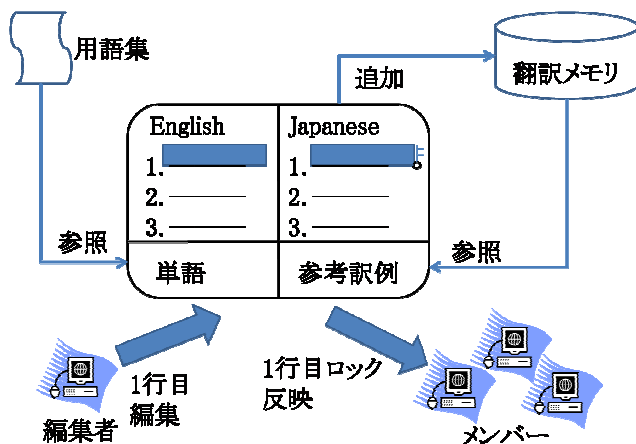 用語集
追加
翻訳メモリ
English
Japanese
1.
1.
2.
2.
3.
3.
参照
参照
単語
参考訳例
1行目
編集
編集者
1行目ロック
反映
メンバー